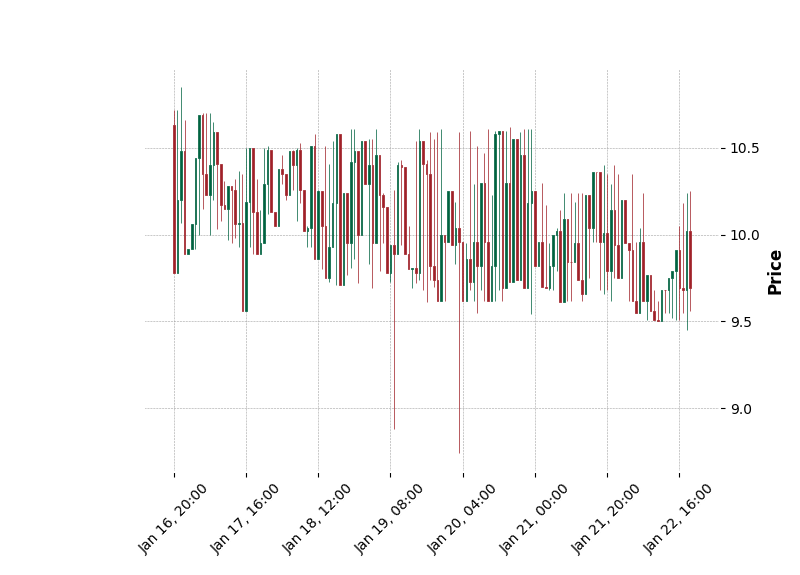 10.5
10.0
9.5
9.0
Price
Jan 16, 20:00
Jan 17, 16:00
Jan 18, 12:00
Jan 19, 08:00
Jan 20, 04:00
Jan 21, 00:00
Jan 21, 20:00
Jan 22, 16:00